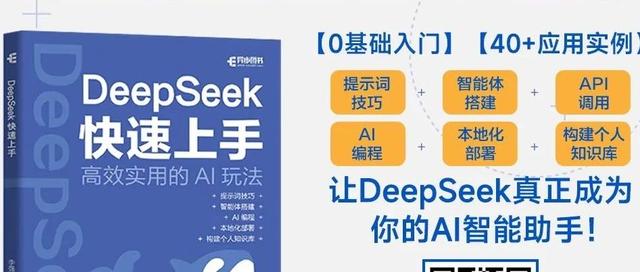 异步图书
DeepSeek
快速上手
高效实用的 AI 玩法
+ 提示词技巧
+ 智能体搭建
+ AI 编程
+ 本地化部署
+ 构建个人知识库
DeepSeek 快速上手
DeepSeek
【0基础入门】【40+应用实例】
提示词
技巧
+
智能体
搭建
+
API
调用
AI
编程
+
本地化
部署
+
构建个人
知识库
让DeepSeek真正成为
你的AI智能助手！